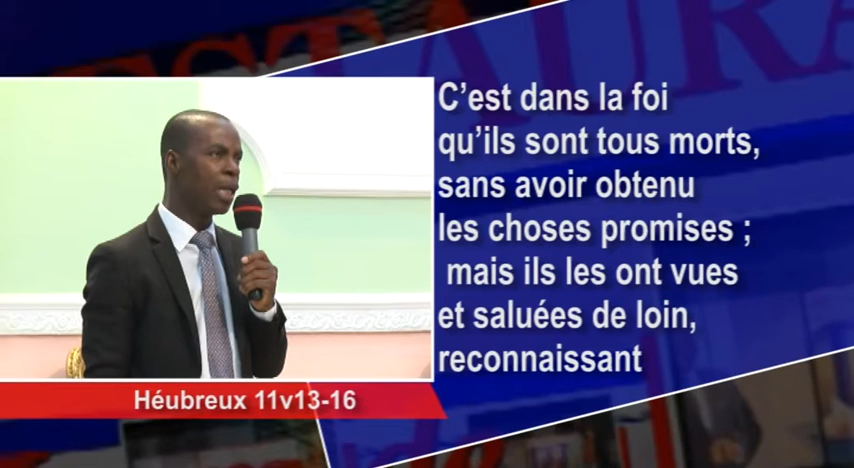 ESTAURA
C’est dans la foi
qu’ils sont tous morts,
sans avoir obtenu
les choses promises ;
mais ils les ont vues
et saluées de loin,
reconnaissant
Héubreux 11v13-16